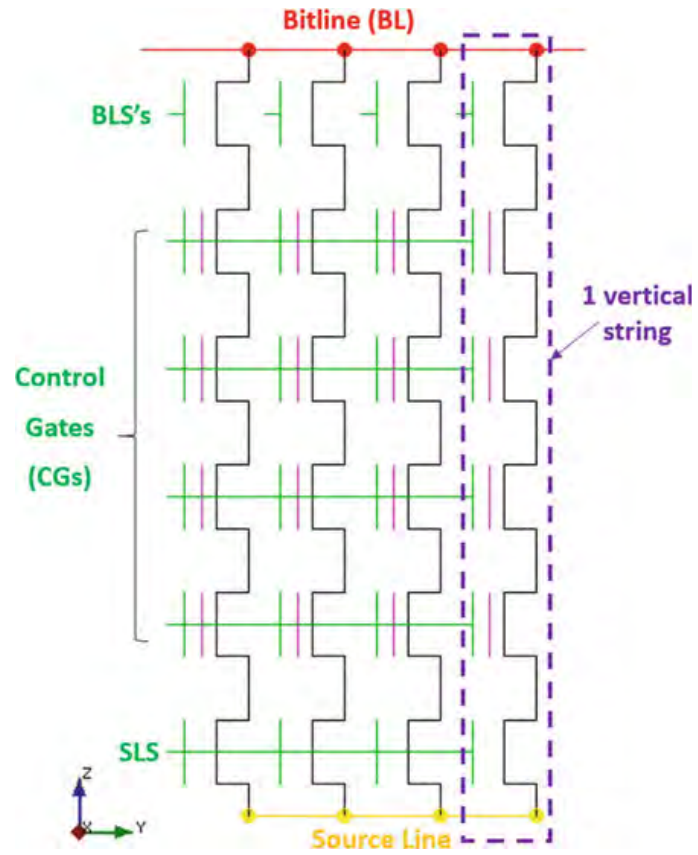 Bitline (BL)
BLS's
1 vertical
string
Control
Gates
(CGs)
SLS
Z
X
Y
Source Line